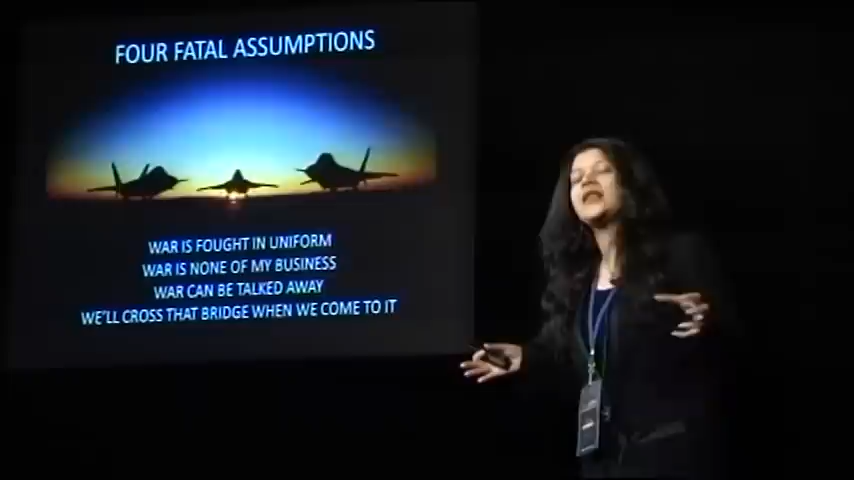 FOUR FATAL ASSUMPTIONS
WAR IS FOUGHT IN UNIFORM
WAR IS NONE OF MY BUSINESS
WAR CAN BE TALKED AWAY
WE'LL CROSS THAT BRIDGE WHEN WE COME TO IT